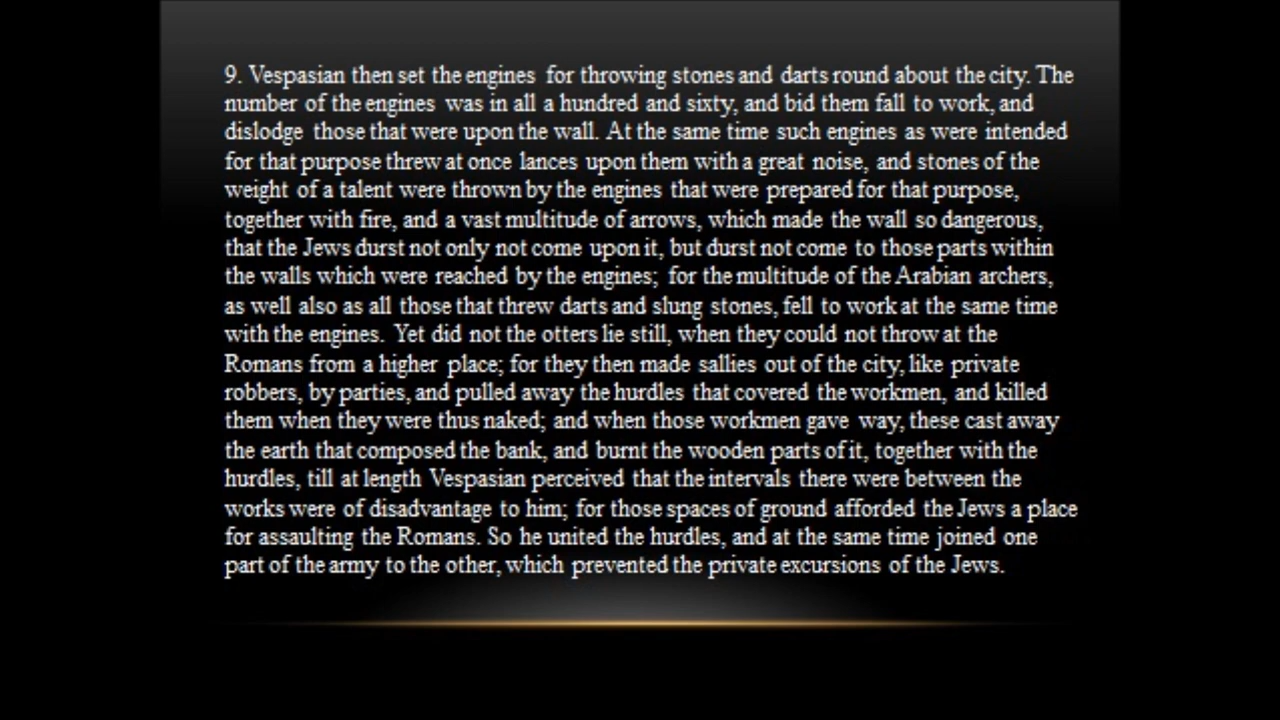 9. Vespasian then set the engines for throwing stones and darts round about the city. The
number of the engines was in all a hundred and sixty, and bid them fall to work, and
dislodge those that were upon the wall. At the same time such engines as were intended
for that purpose threw at once lances upon them with a great noise, and stones of the
weight of a talent were thrown by the engines that were prepared for that purpose,
together with fire, and a vast multitude of arrows, which made the wall so dangerous,
that the Jews durst not only not come upon it, but durst not come to those parts within
the walls which were reached by the engines; for the multitude of the Arabian archers,
as well also as all those that threw darts and slung stones, fell to work at the same time
with the engines. Yet did not the otters lie still, when they could not throw at the
Romans from a higher place; for they then made sallies out of the city, like private
robbers, by parties, and pulled away the hurdles that covered the workmen, and killed
them when they were thus naked; and when those workmen gave way, these cast away
the earth that composed the bank, and burnt the wooden parts of it, together with the
hurdles, till at length Vespasian perceived that the intervals there were between the
works were of disadvantage to him; for those spaces of ground afforded the Jews a place
for assaulting the Romans. So he united the hurdles, and at the same time joined one
part of the army to the other, which prevented the private excursions of the Jews.